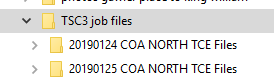 TSC3 job files
20190124 COA NORTH TCE Files
20190125 COA NORTH TCE Files